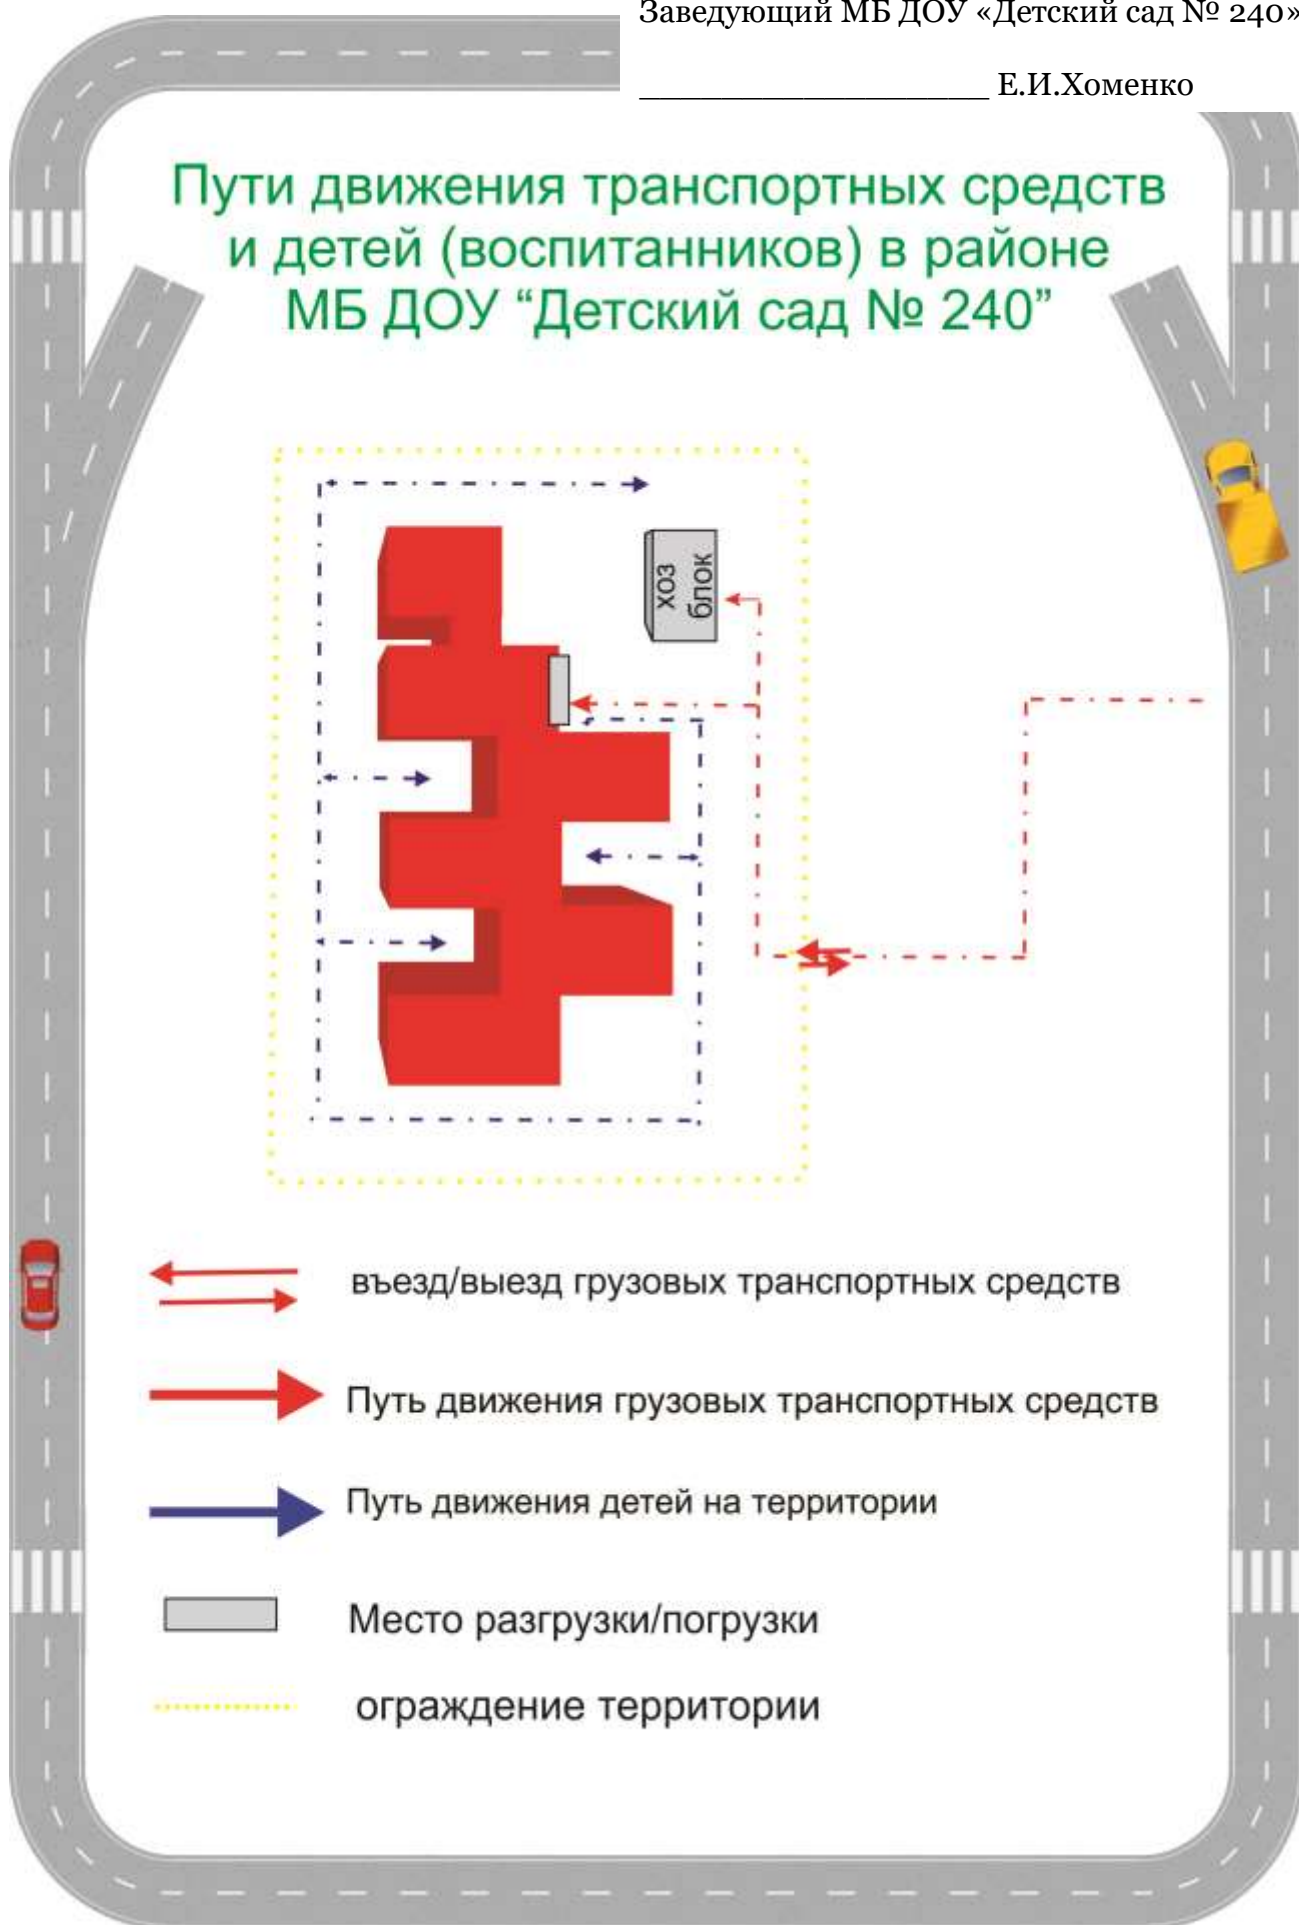 Заведующий МБ ДОУ «Детский сад № 240»
_____________________ Е.И.Хоменко
Пути движения транспортных средств
и детей (воспитанников) в районе
МБ ДОУ “Детский сад № 240”
хоз
блок
въезд/выезд грузовых транспортных средств
Путь движения грузовых транспортных средств
Путь движения детей на территории
Место разгрузки/погрузки
ограждение территории